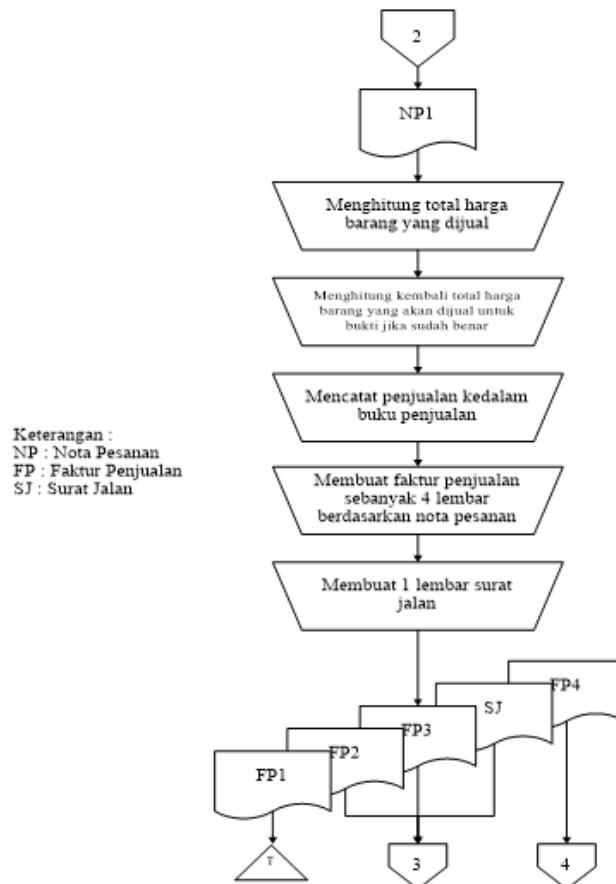 2
NP1
Menghitung total harga
barang yang dijual
Menghitung kembali total harga
barang yang akan dijual untuk
bukti jika sudah benar
Mencatat penjualan kedalam
buku penjualan
Keterangan :
NP : Nota Pesanan
FP : Faktur Penjualan
SJ : Surat Jalan
Membuat faktur penjualan
sebanyak 4 lembar
berdasarkan nota pesanan
Membuat 1 lembar surat
jalan
FP1
FP2
FP3
SJ
FP4
T
3
4